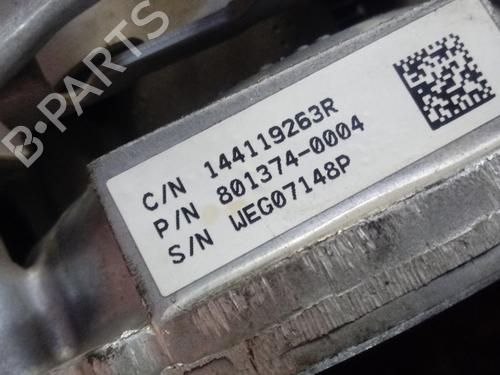 B-PARTS
C/N 144119263R
P/N 801374-0004
S/N WEG07148P